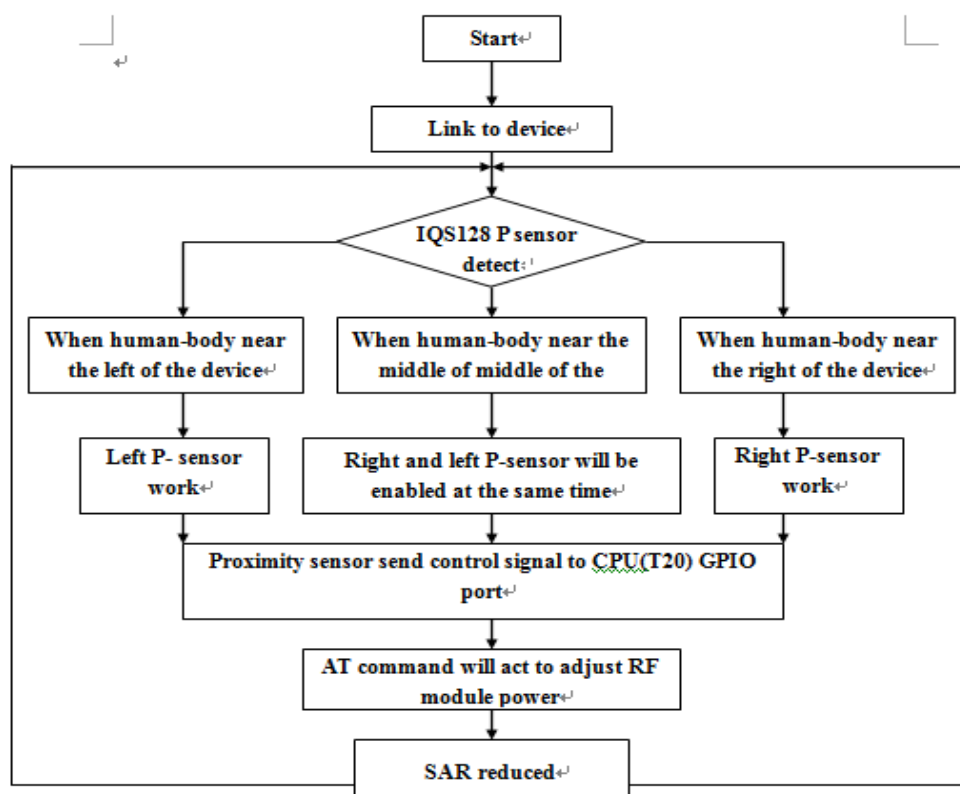 Start
Link to device
IQS128 P sensor
detect
When human-body near
the left of the device
When human-body near the
middle of middle of the
When human-body near
the right of the device
Left P- sensor
work
Right and left P-sensor will be
enabled at the same time
Right P-sensor
work
Proximity sensor send control signal to CPU(T20) GPIO
port
AT command will act to adjust RF
module power
SAR reduced